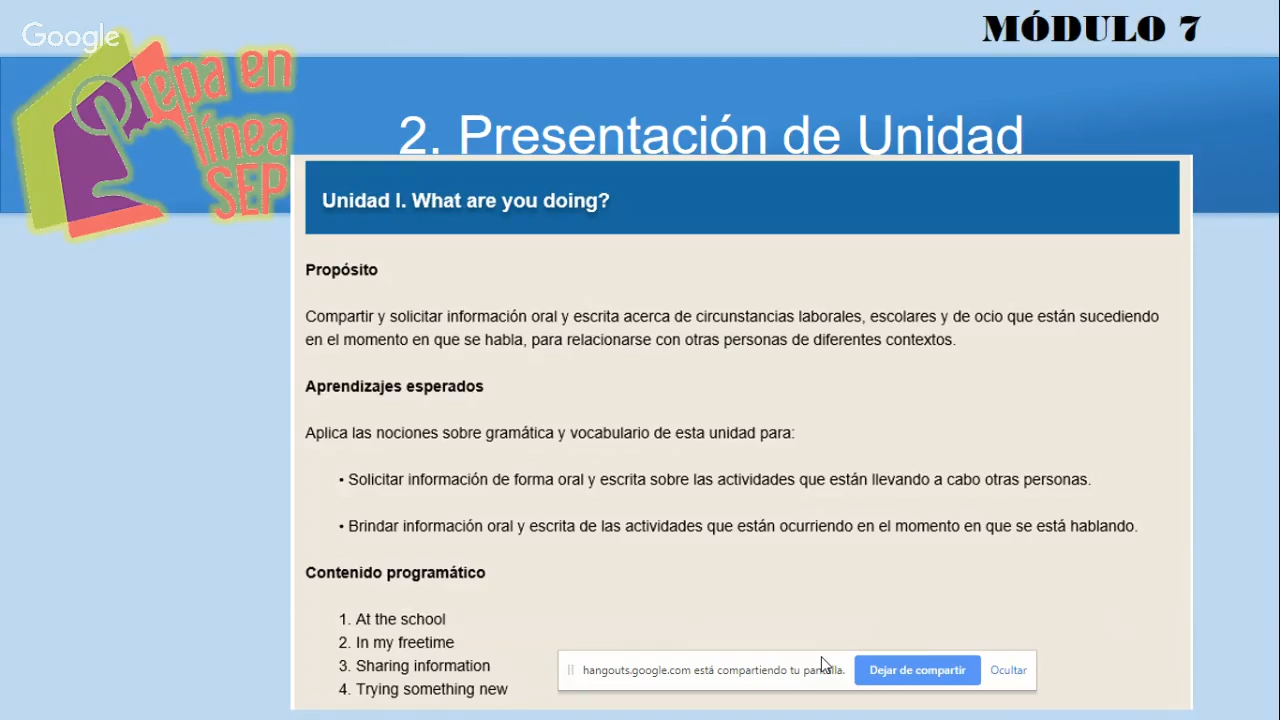 Google
MÓDULO 7
Prepa en
línea
SEP
2. Presentación de Unidad
Unidad I. What are you doing?
Propósito
Compartir y solicitar información oral y escrita acerca de circunstancias laborales, escolares y de ocio que están sucediendo
en el momento en que se habla, para relacionarse con otras personas de diferentes contextos.
Aprendizajes esperados
Aplica las nociones sobre gramática y vocabulario de esta unidad para:
• Solicitar información de forma oral y escrita sobre las actividades que están llevando a cabo otras personas.
• Brindar información oral y escrita de las actividades que están ocurriendo en el momento en que se está hablando.
Contenido programático
1. At the school
2. In my freetime
3. Sharing information
4. Trying something new
hangouts.google.com está compartiendo tu pantalla. Dejar de compartir Ocultar